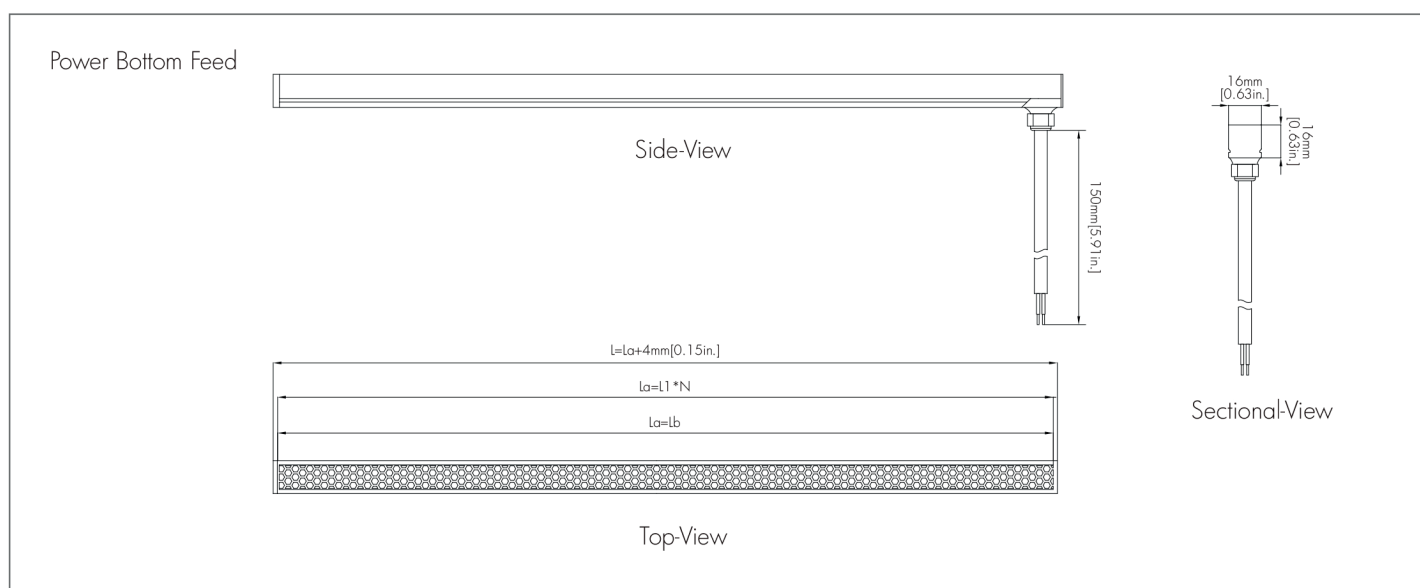 Power Bottom Feed
Side-View
150mm[5.91in.]
16mm
[0.63in.]
16mm
[0.63in.]
Sectional-View
L=La+4mm[0.15in.]
La=L1*N
La=Lb
Top-View